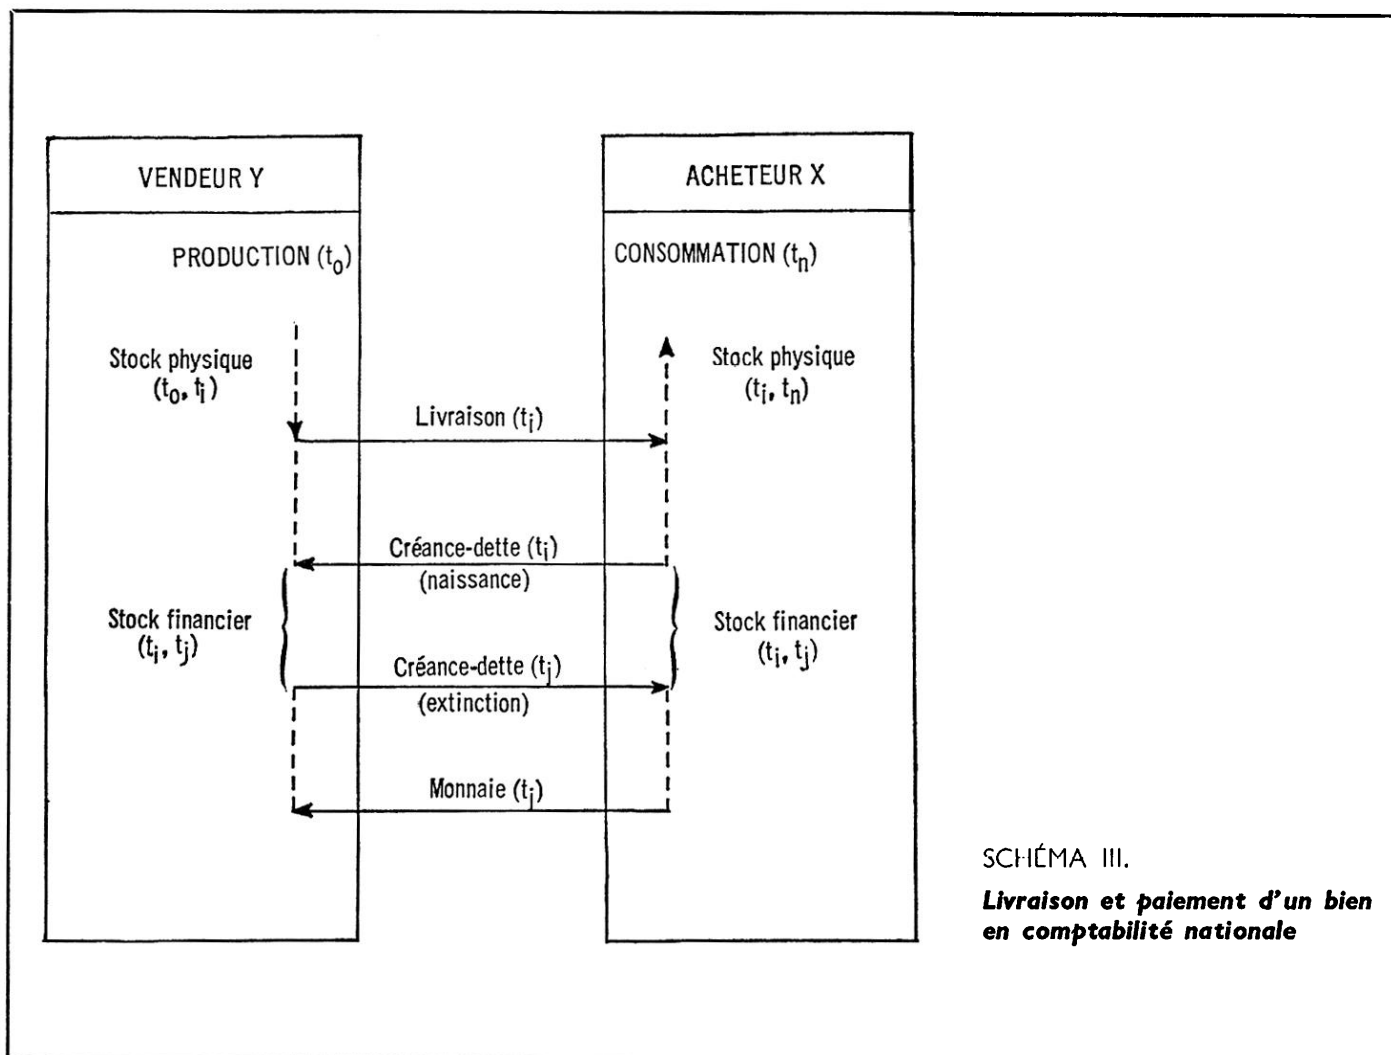 VENDEUR Y
ACHETEUR X
PRODUCTION (t₀)
CONSOMMATION (tₙ)
Stock physique
(t₀, tᵢ)
Stock physique
(tᵢ, tₙ)
Livraison (tᵢ)
Créance-dette (tᵢ)
(naissance)
Stock financier
(tᵢ, tⱼ)
Stock financier
(tᵢ, tⱼ)
Créance-dette (tⱼ)
(extinction)
Monnaie (tⱼ)
SCHÉMA III.
Livraison et paiement d'un bien
en comptabilité nationale